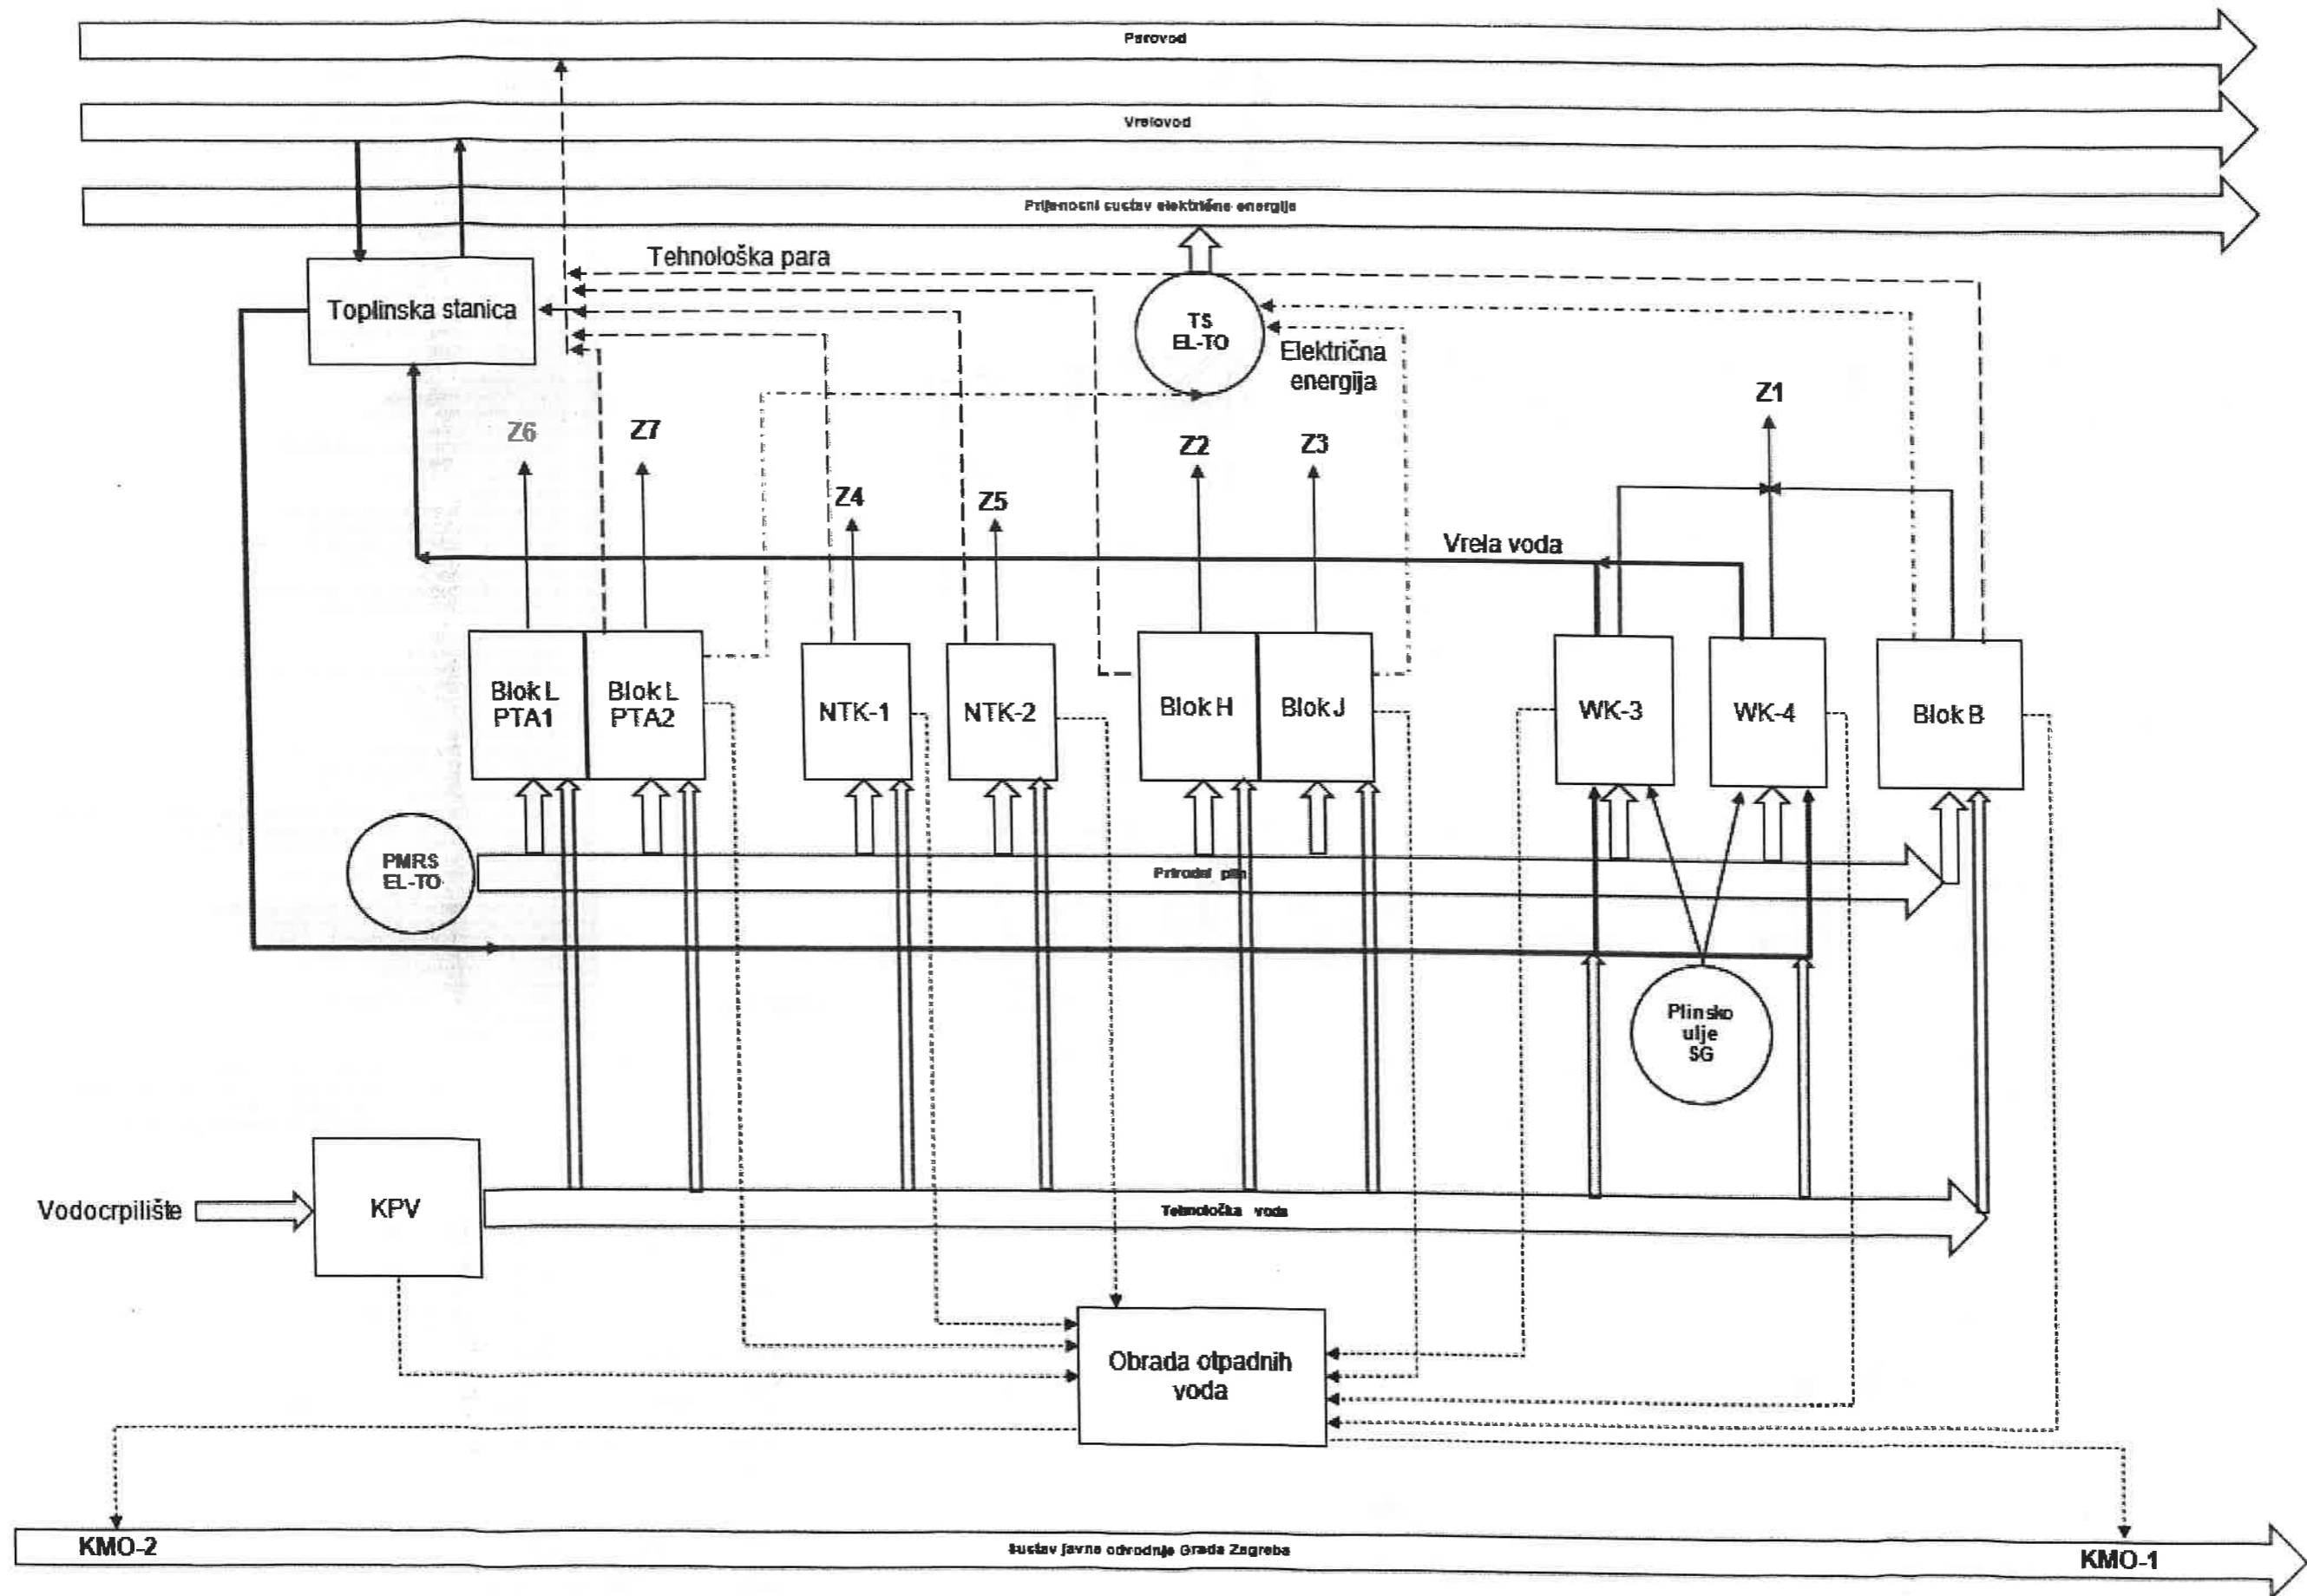 Parovod
Vrelovod
Prijenosni sustav električne energije
Tehnološka para
Toplinska stanica
TS
EL-TO
Električna
energija
Z1
Z6
Z7
Z2
Z3
Z4
Z5
Vrela voda
Blok L
PTA1
Blok L
PTA2
NTK-1
NTK-2
Blok H
Blok J
WK-3
WK-4
Blok B
PMRS
EL-TO
Prirodni plin
Plinsko
ulje
SG
Vodocrpilište
KPV
Tehnološka voda
Obrada otpadnih
voda
KMO-2
Sustav javne odvodnje Grada Zagreba
KMO-1